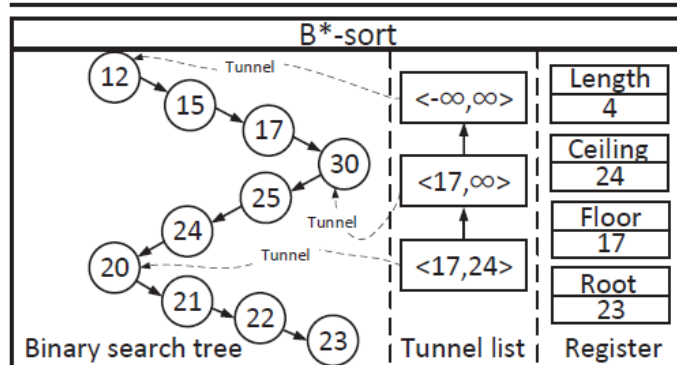 B*-sort
12
Tunnel
15
17
30
25
24
Tunnel
20
Tunnel
21
22
23
Binary search tree
<-∞,∞>
<17,∞>
<17,24>
Tunnel list
Length
4
Ceiling
24
Floor
17
Root
23
Register